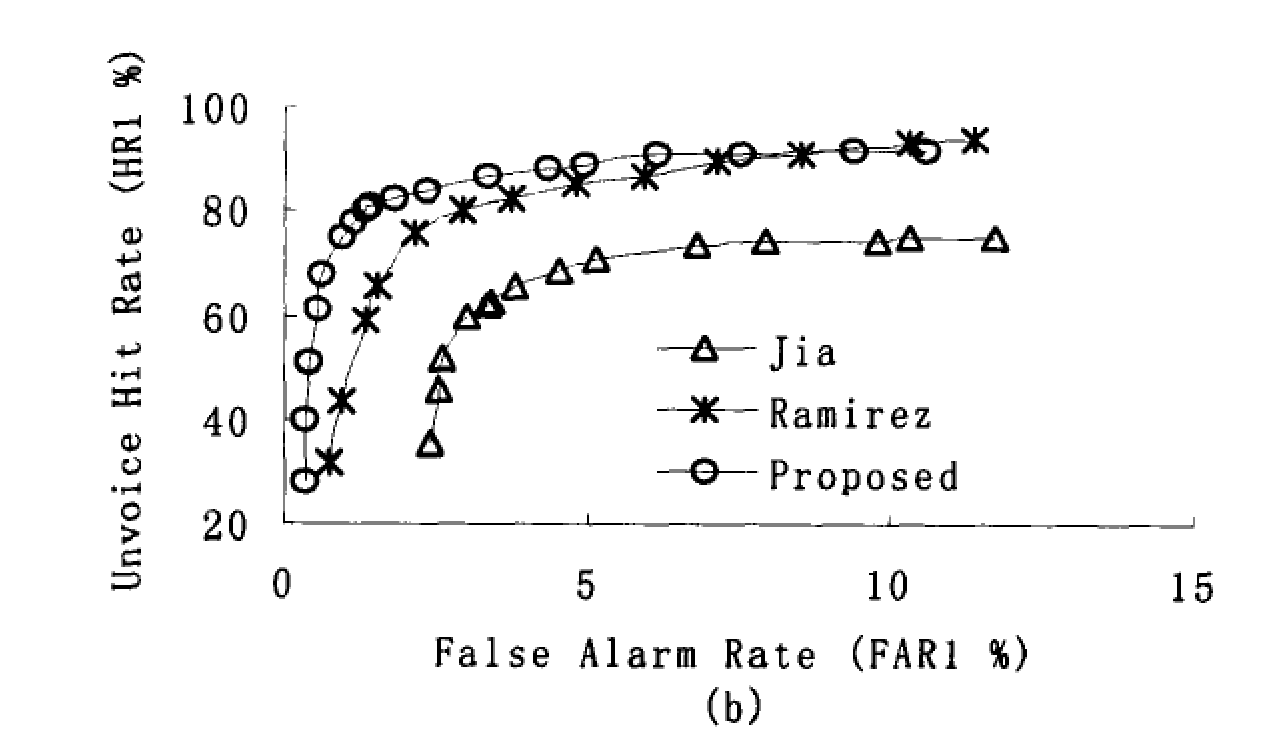 Unvoice Hit Rate (HR1 %)
100
80
60
40
20
0 5 10 15
Jia
Ramirez
Proposed
False Alarm Rate (FAR1 %)
(b)